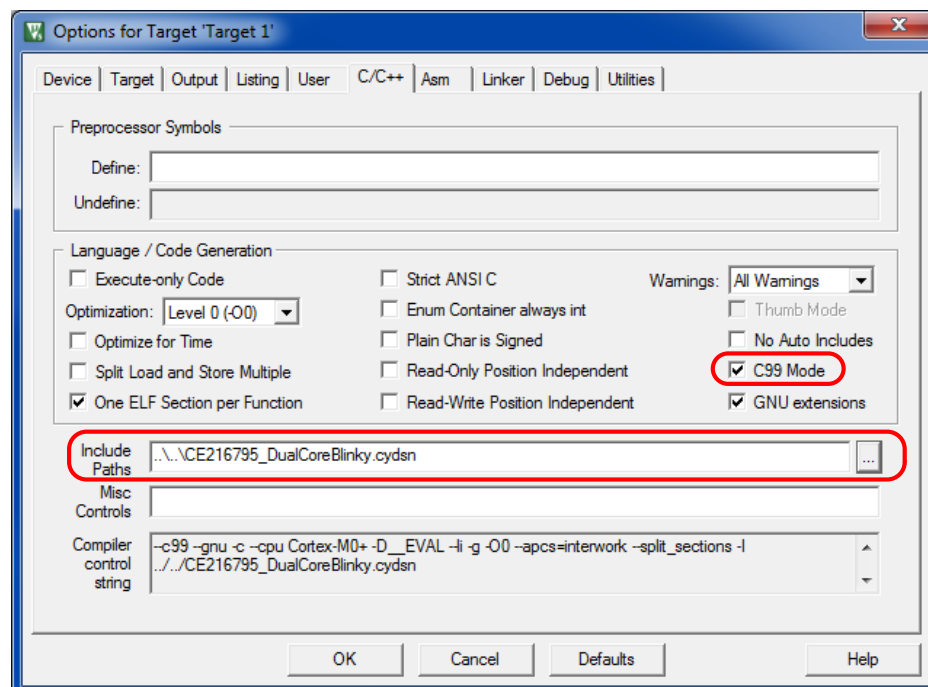 Options for Target 'Target 1'
Device Target Output Listing User C/C++ Asm Linker Debug Utilities
Preprocessor Symbols
Define:
Undefine:
Language / Code Generation
Execute-only Code Strict ANSI C Warnings: All Warnings
Optimization: Level 0 (-O0) Enum Container always int Thumb Mode
Optimize for Time Plain Char is Signed No Auto Includes
Split Load and Store Multiple Read-Only Position Independent C99 Mode
One ELF Section per Function Read-Write Position Independent GNU extensions
Include
Paths
..\..\CE216795_DualCoreBlinky.cydsn ...
Misc
Controls
Compiler
control
string
--c99 --gnu -c --cpu Cortex-M0+ -D__EVAL --li -g -O0 --apcs=interwork --split_sections -I
../../CE216795_DualCoreBlinky.cydsn
OK Cancel Defaults Help